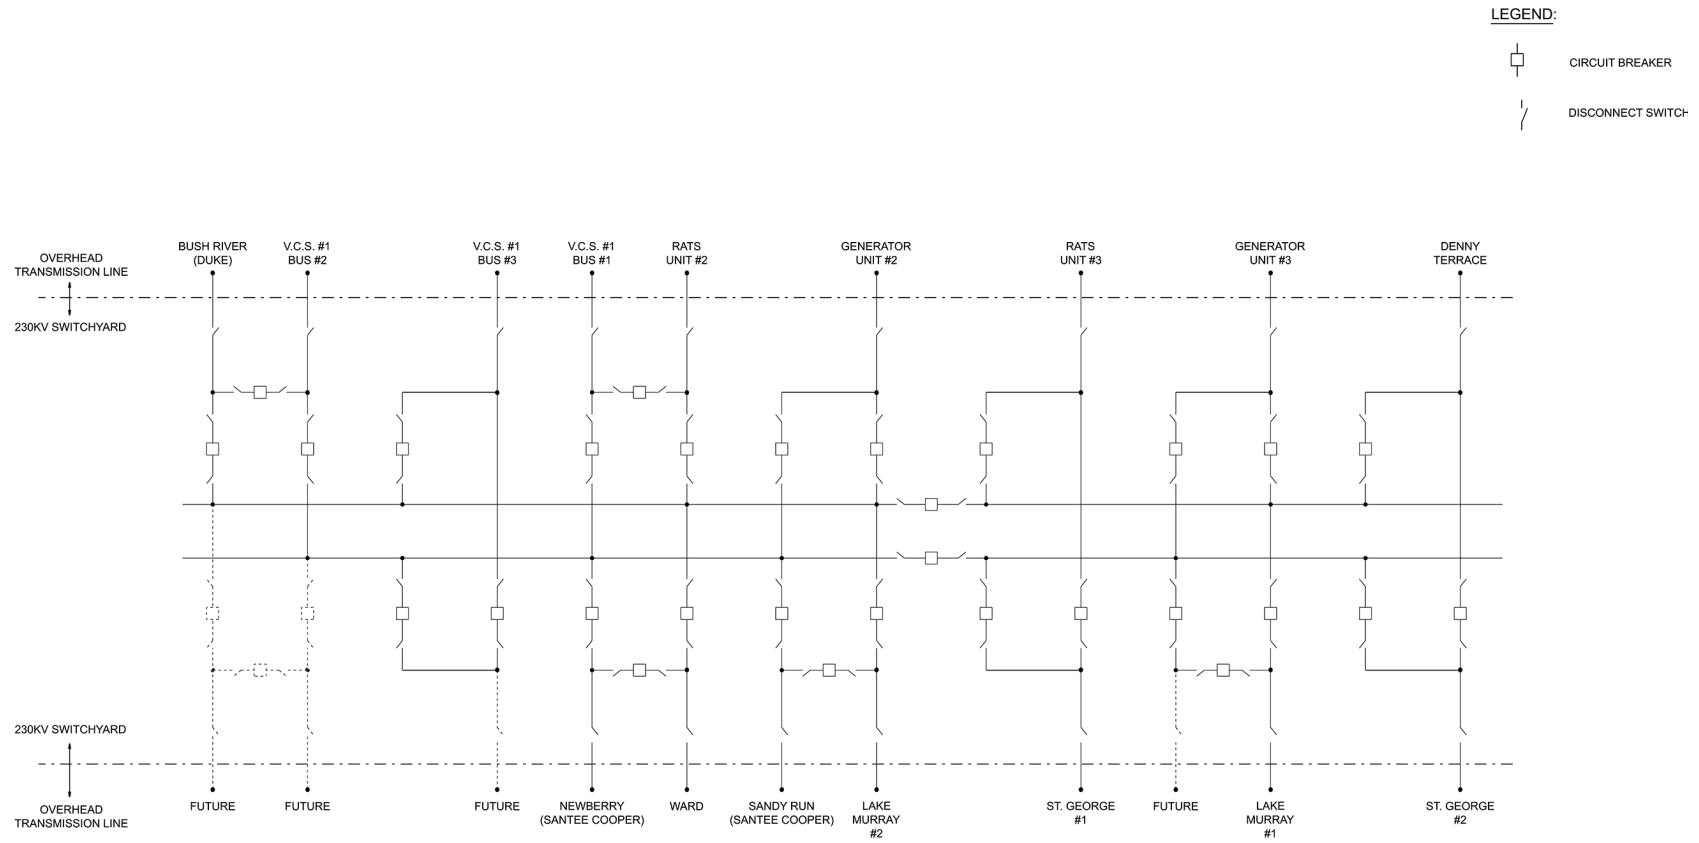 LEGEND:
CIRCUIT BREAKER
DISCONNECT SWITCH
OVERHEAD
TRANSMISSION LINE
230KV SWITCHYARD
BUSH RIVER
(DUKE)
V.C.S. #1
BUS #2
V.C.S. #1
BUS #3
V.C.S. #1
BUS #1
RATS
UNIT #2
GENERATOR
UNIT #2
RATS
UNIT #3
GENERATOR
UNIT #3
DENNY
TERRACE
230KV SWITCHYARD
OVERHEAD
TRANSMISSION LINE
FUTURE
FUTURE
FUTURE
NEWBERRY
(SANTEE COOPER)
WARD
SANDY RUN
(SANTEE COOPER)
LAKE
MURRAY
#2
ST. GEORGE
#1
FUTURE
LAKE
MURRAY
#1
ST. GEORGE
#2